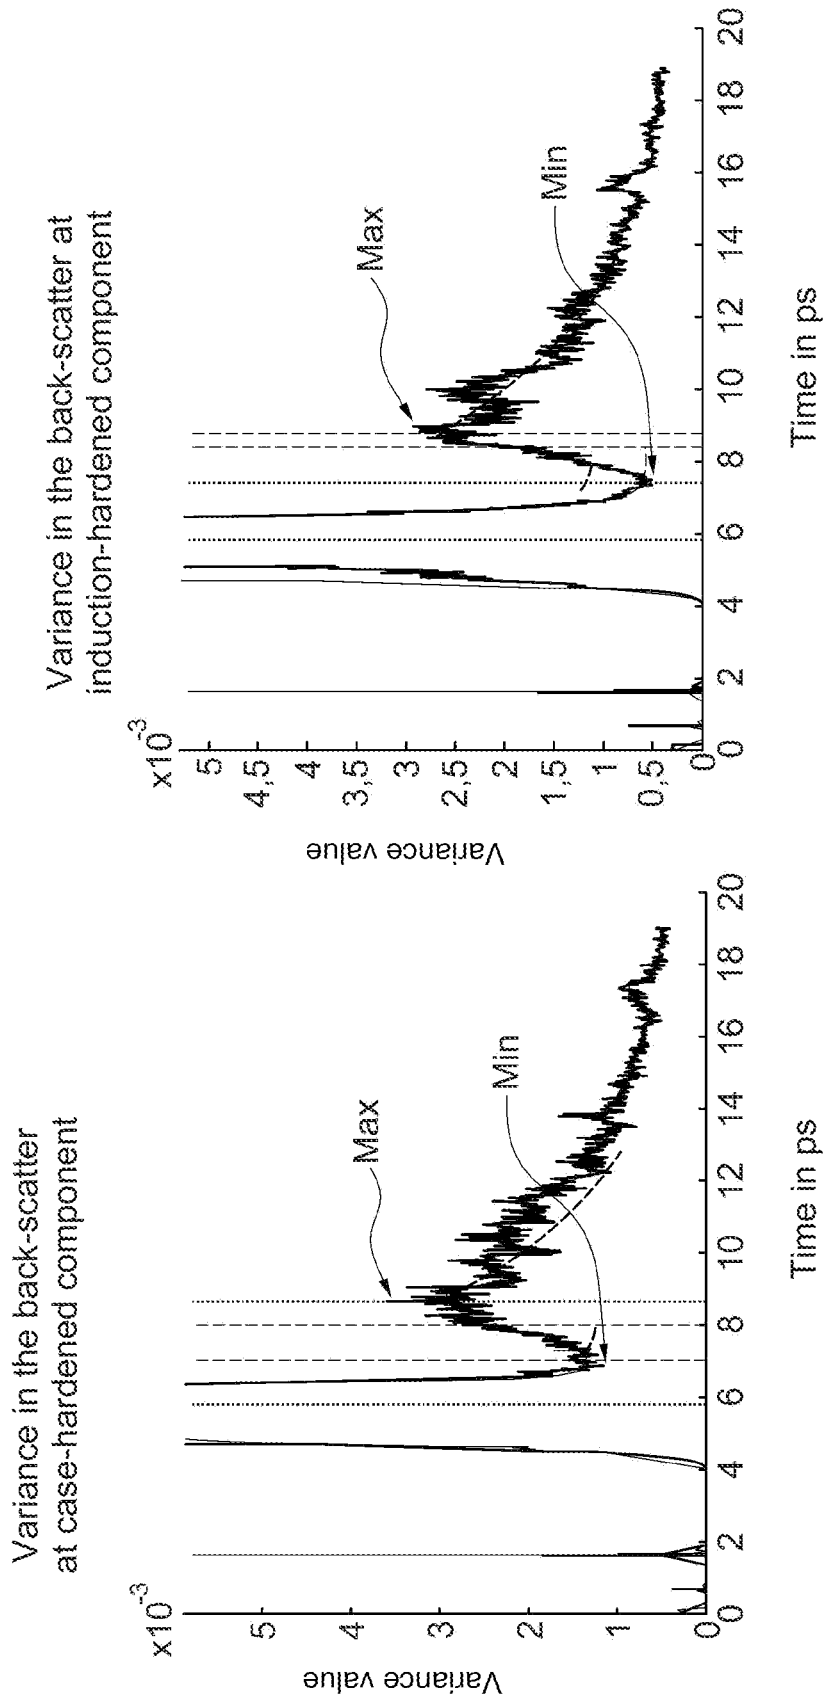 Variance in the back-scatter
at case-hardened component
x10-3
Variance value
5
4
3
2
1
0
Max
Min
0 2 4 6 8 10 12 14 16 18 20
Time in ps
Variance in the back-scatter at
induction-hardened component
x10-3
Variance value
5
4,5
4
3,5
3
2,5
2
1,5
1
0,5
0
Max
Min
0 2 4 6 8 10 12 14 16 18 20
Time in ps